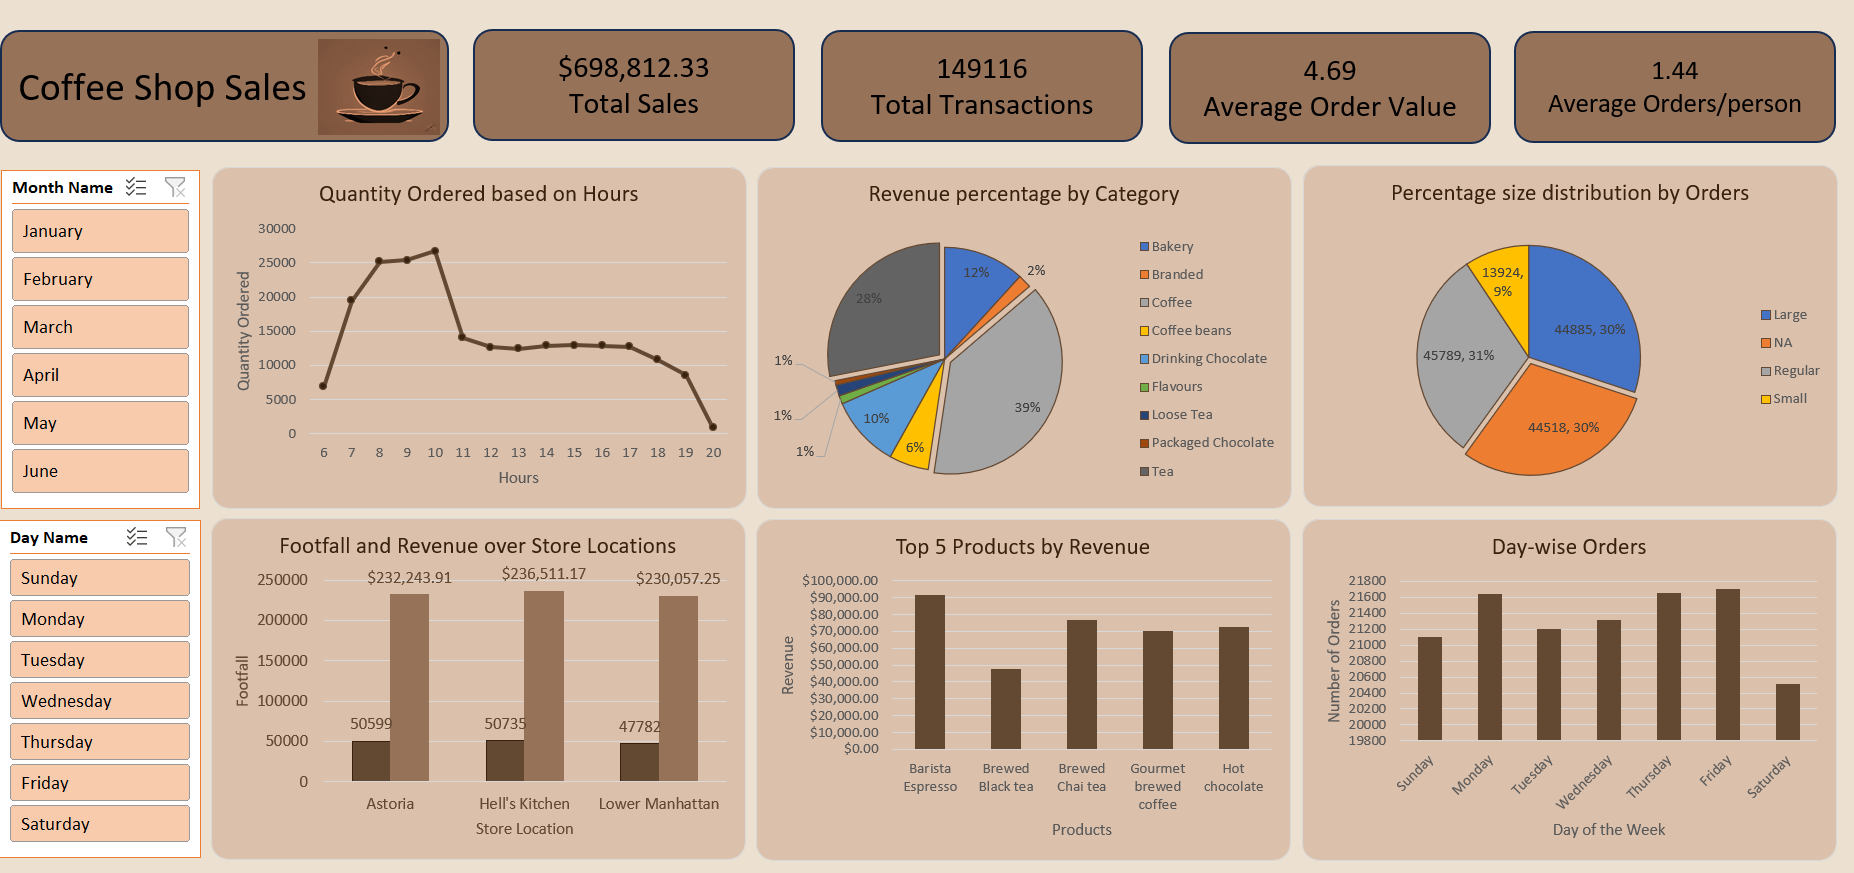 Coffee Shop Sales
$698,812.33
Total Sales
149116
Total Transactions
4.69
Average Order Value
1.44
Average Orders/person
Month Name
January
February
March
April
May
June
Day Name
Sunday
Monday
Tuesday
Wednesday
Thursday
Friday
Saturday
Quantity Ordered based on Hours
Quantity Ordered
30000
25000
20000
15000
10000
5000
0
6 7 8 9 10 11 12 13 14 15 16 17 18 19 20
Hours
Revenue percentage by Category
12%
2%
39%
6%
10%
1%
1%
1%
28%
Bakery
Branded
Coffee
Coffee beans
Drinking Chocolate
Flavours
Loose Tea
Packaged Chocolate
Tea
Percentage size distribution by Orders
13924,
9%
44885, 30%
45789, 31%
44518, 30%
Large
NA
Regular
Small
Footfall and Revenue over Store Locations
Footfall
250000
200000
150000
100000
50000
0
$232,243.91
$236,511.17
$230,057.25
50599
50735
47782
Astoria
Hell's Kitchen
Lower Manhattan
Store Location
Top 5 Products by Revenue
Revenue
$100,000.00
$90,000.00
$80,000.00
$70,000.00
$60,000.00
$50,000.00
$40,000.00
$30,000.00
$20,000.00
$10,000.00
$0.00
Barista
Espresso
Brewed
Black tea
Brewed
Chai tea
Gourmet
brewed
coffee
Hot
chocolate
Products
Day-wise Orders
Number of Orders
21800
21600
21400
21200
21000
20800
20600
20400
20200
20000
19800
Sunday
Monday
Tuesday
Wednesday
Thursday
Friday
Saturday
Day of the Week